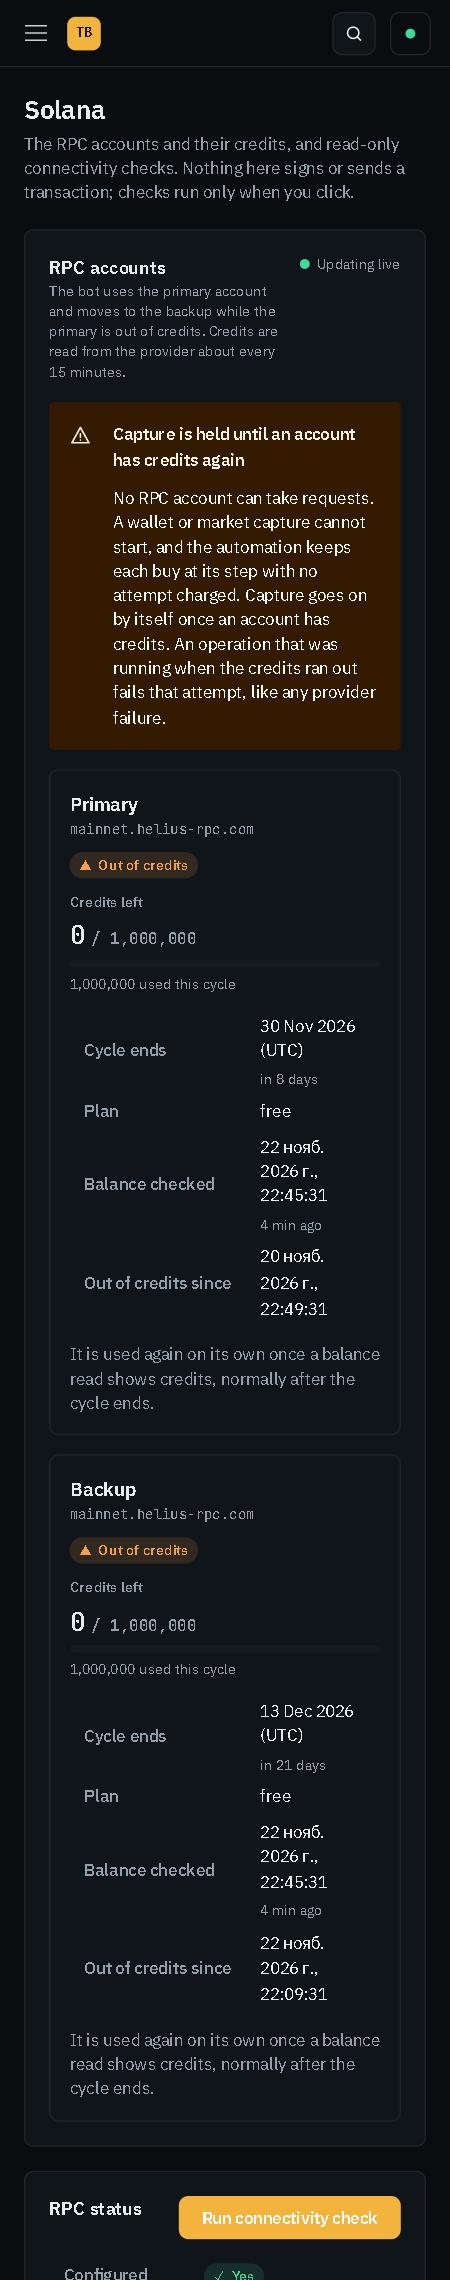 TB
Solana
The RPC accounts and their credits, and read-only
connectivity checks. Nothing here signs or sends a
transaction; checks run only when you click.
RPC accounts
Updating live
The bot uses the primary account
and moves to the backup while the
primary is out of credits. Credits are
read from the provider about every
15 minutes.
Capture is held until an account
has credits again
No RPC account can take requests.
A wallet or market capture cannot
start, and the automation keeps
each buy at its step with no
attempt charged. Capture goes on
by itself once an account has
credits. An operation that was
running when the credits ran out
fails that attempt, like any provider
failure.
Primary
mainnet.helius-rpc.com
Out of credits
Credits left
0 / 1,000,000
1,000,000 used this cycle
Cycle ends
30 Nov 2026
(UTC)
in 8 days
Plan
free
Balance checked
22 нояб.
2026 г.,
22:45:31
4 min ago
Out of credits since
20 нояб.
2026 г.,
22:49:31
It is used again on its own once a balance
read shows credits, normally after the
cycle ends.
Backup
mainnet.helius-rpc.com
Out of credits
Credits left
0 / 1,000,000
1,000,000 used this cycle
Cycle ends
13 Dec 2026
(UTC)
in 21 days
Plan
free
Balance checked
22 нояб.
2026 г.,
22:45:31
4 min ago
Out of credits since
22 нояб.
2026 г.,
22:09:31
It is used again on its own once a balance
read shows credits, normally after the
cycle ends.
RPC status
Run connectivity check
Configured
✓ Yes